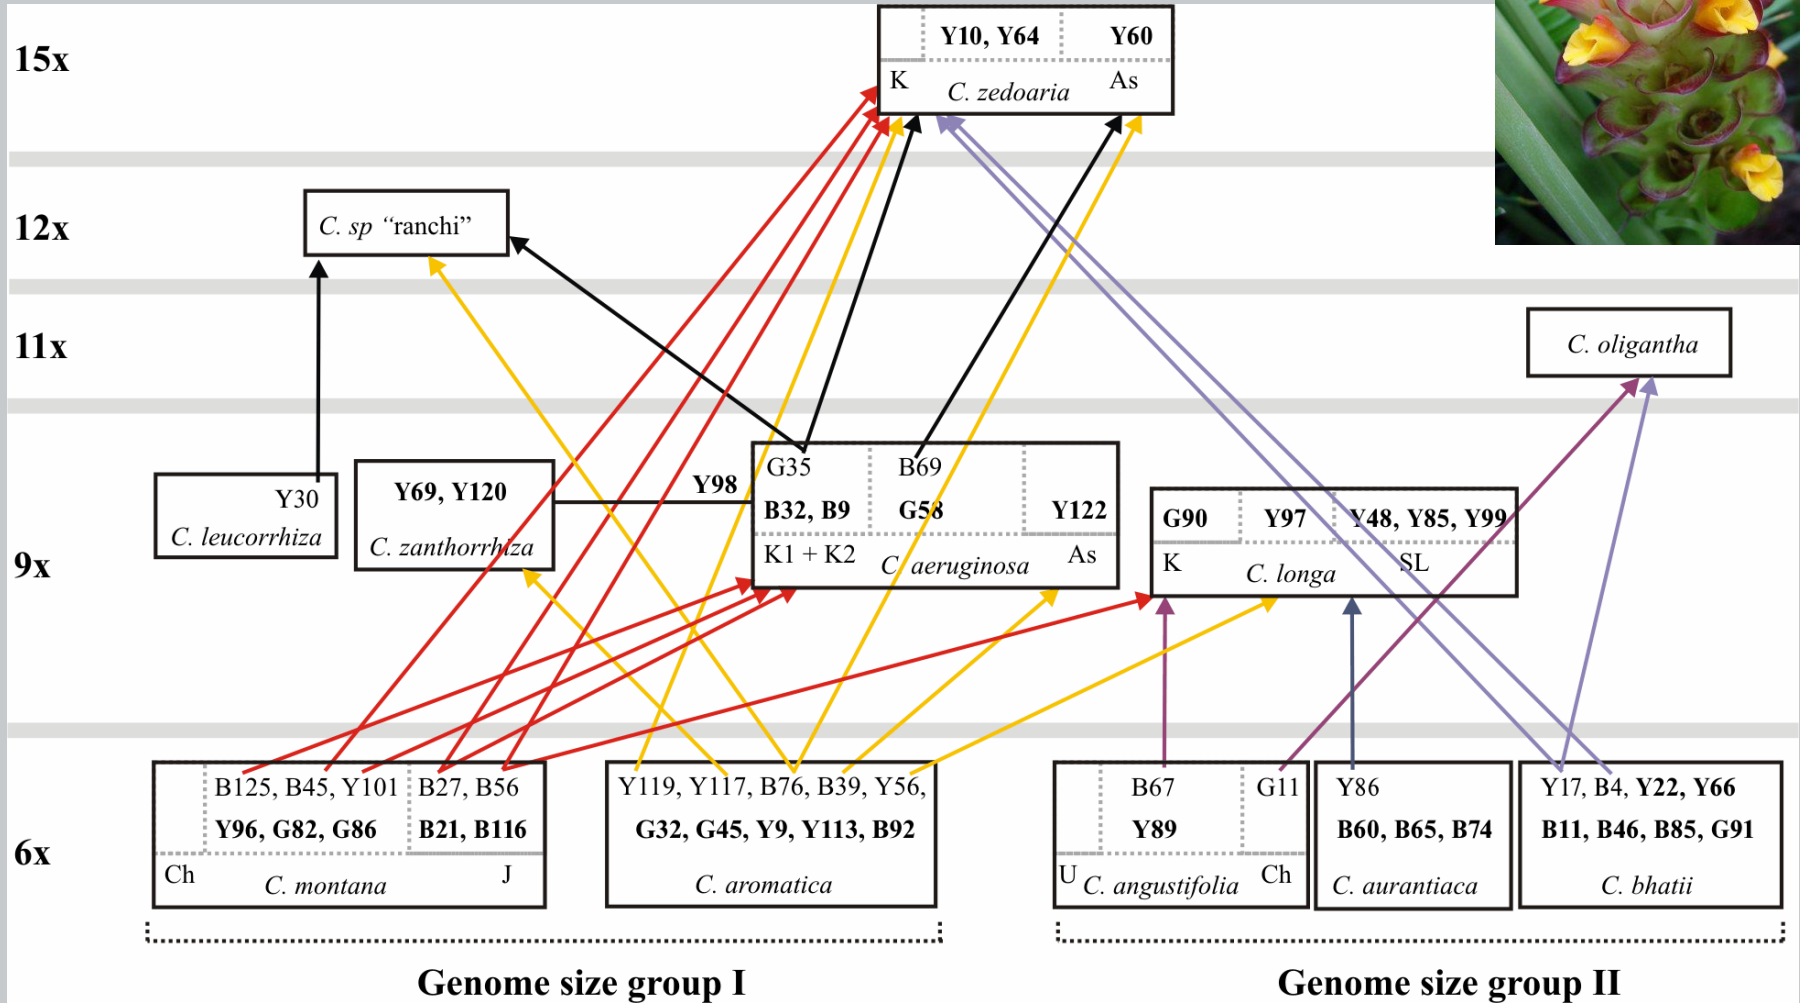 15x
Y10, Y64 Y60
K As
C. zedoaria
12x
C. sp “ranchi”
11x
C. oligantha
9x
Y30
C. leucorrhiza
Y69, Y120
C. zanthorrhiza
Y98
G35 B69
B32, B9 G58 Y122
K1 + K2 As
C. aeruginosa
G90 Y97 Y48, Y85, Y99
K SL
C. longa
6x
B125, B45, Y101 B27, B56
Y96, G82, G86 B21, B116
Ch J
C. montana
Y119, Y117, B76, B39, Y56,
G32, G45, Y9, Y113, B92
C. aromatica
B67 G11
Y89
U Ch
C. angustifolia
Y86
B60, B65, B74
C. aurantiaca
Y17, B4, Y22, Y66
B11, B46, B85, G91
C. bhatii
Genome size group I
Genome size group II